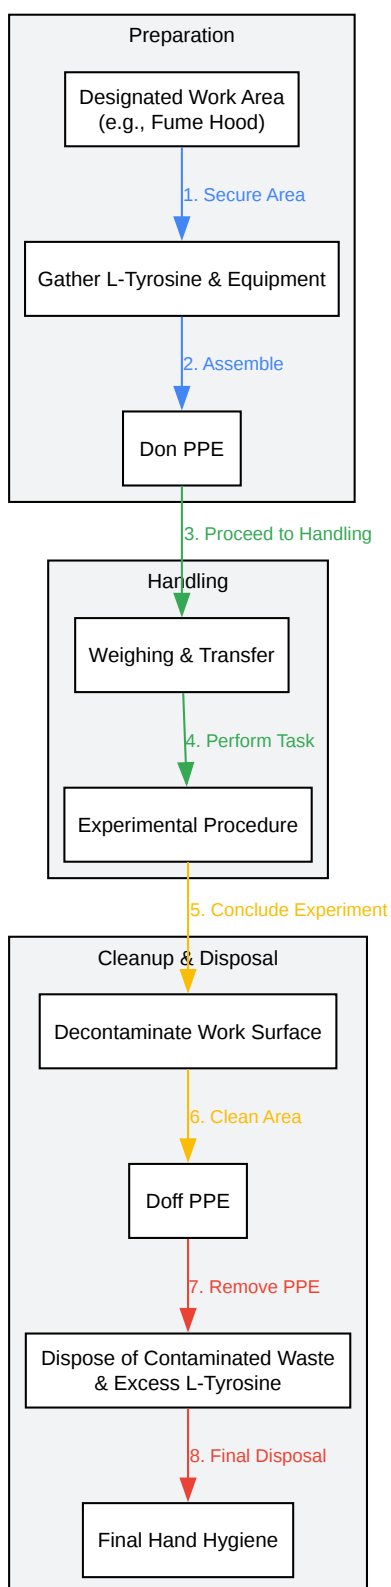 Preparation
Designated Work Area
(e.g., Fume Hood)
1. Secure Area
Gather L-Tyrosine & Equipment
2. Assemble
Don PPE
3. Proceed to Handling
Handling
Weighing & Transfer
4. Perform Task
Experimental Procedure
5. Conclude Experiment
Cleanup & Disposal
Decontaminate Work Surface
6. Clean Area
Doff PPE
7. Remove PPE
Dispose of Contaminated Waste
& Excess L-Tyrosine
8. Final Disposal
Final Hand Hygiene